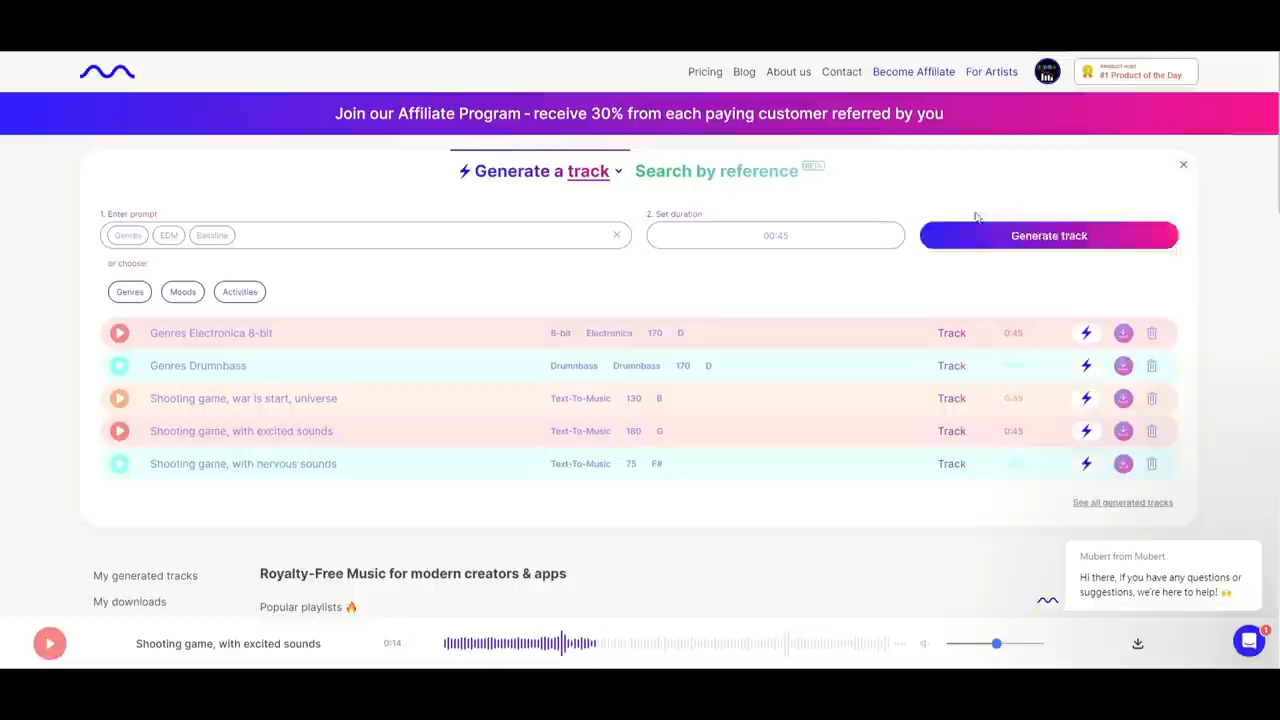 Pricing Blog About us Contact Become Affiliate For Artists
PRODUCT HUNT
#1 Product of the Day
Join our Affiliate Program - receive 30% from each paying customer referred by you
Generate a track Search by reference BETA
1. Enter prompt 2. Set duration
Genres EDM Bassline 00:45 Generate track
or choose:
Genres Moods Activities
Genres Electronica 8-bit 8-bit Electronica 170 D Track 0:45
Genres Drumnbass Drumnbass Drumnbass 170 D Track
Shooting game, war is start, universe Text-To-Music 130 B Track 0:45
Shooting game, with excited sounds Text-To-Music 180 G Track 0:45
Shooting game, with nervous sounds Text-To-Music 75 F# Track
See all generated tracks
Mubert from Mubert
Hi there, If you have any questions or
suggestions, we're here to help! 🙌
My generated tracks
My downloads
Royalty-Free Music for modern creators & apps
Popular playlists 🔥
Shooting game, with excited sounds 0:14
1